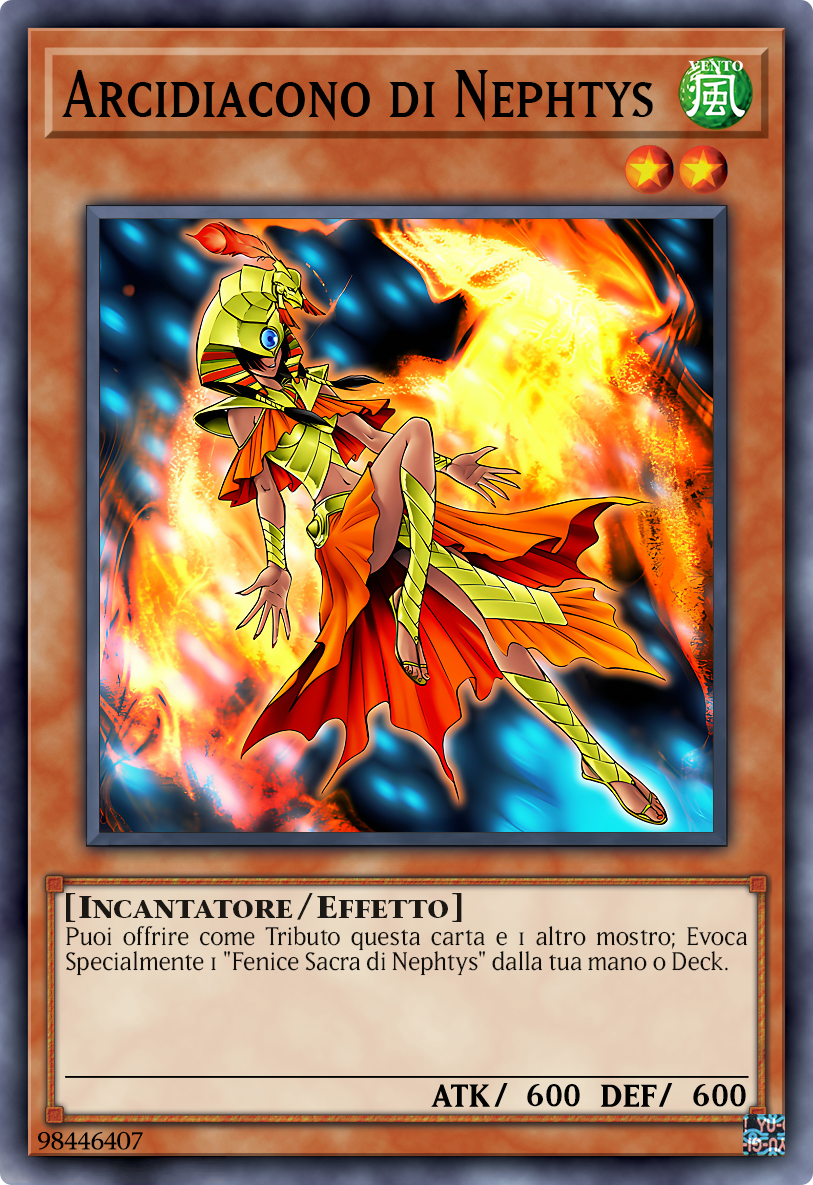 Arcidiacono di Nephtys
VENTO
風
[Incantatore/Effetto]
Puoi offrire come Tributo questa carta e 1 altro mostro; Evoca
Specialmente 1 "Fenice Sacra di Nephtys" dalla tua mano o Deck.
ATK/ 600 DEF/ 600
98446407